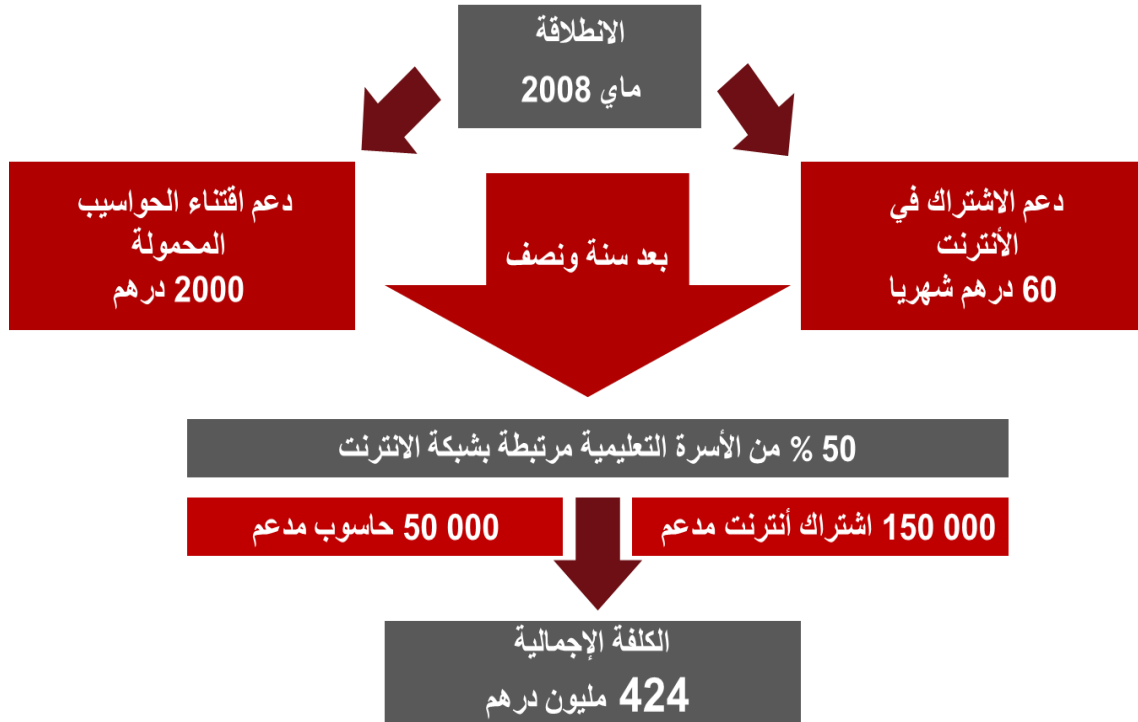 الانطلاقة
ماي 2008
دعم الاشتراك في
الأنترنت
60 درهم شهريا
بعد سنة ونصف
دعم اقتناء الحواسيب
المحمولة
2000 درهم
50 % من الأسرة التعليمية مرتبطة بشبكة الانترنت
150 000 اشتراك أنترنت مدعم
50 000 حاسوب مدعم
الكلفة الإجمالية
424 مليون درهم